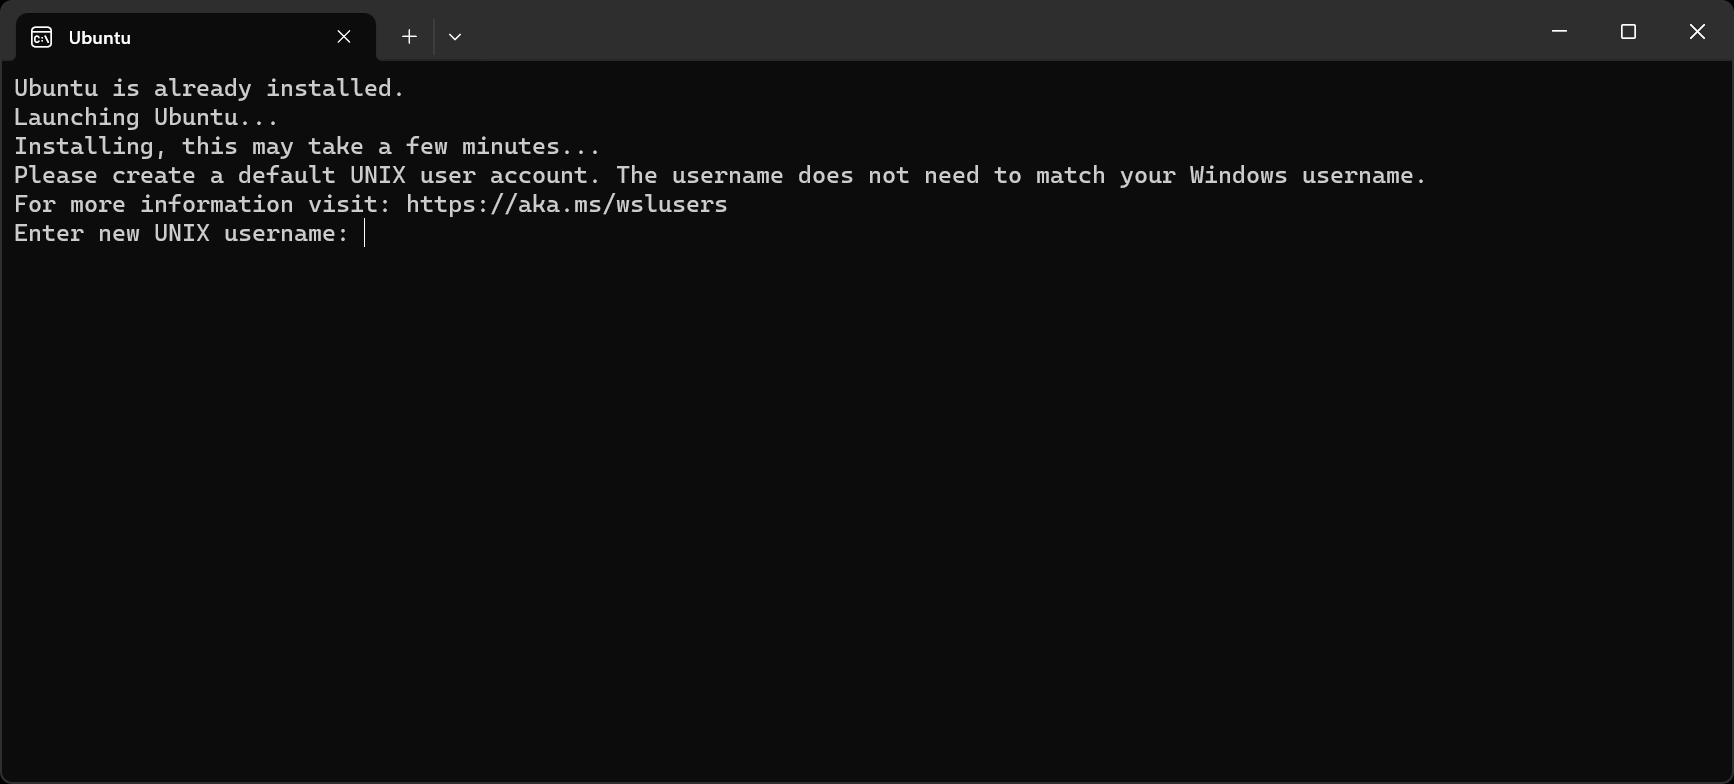 Ubuntu
Ubuntu is already installed.
Launching Ubuntu...
Installing, this may take a few minutes...
Please create a default UNIX user account. The username does not need to match your Windows username.
For more information visit: https://aka.ms/wslusers
Enter new UNIX username: